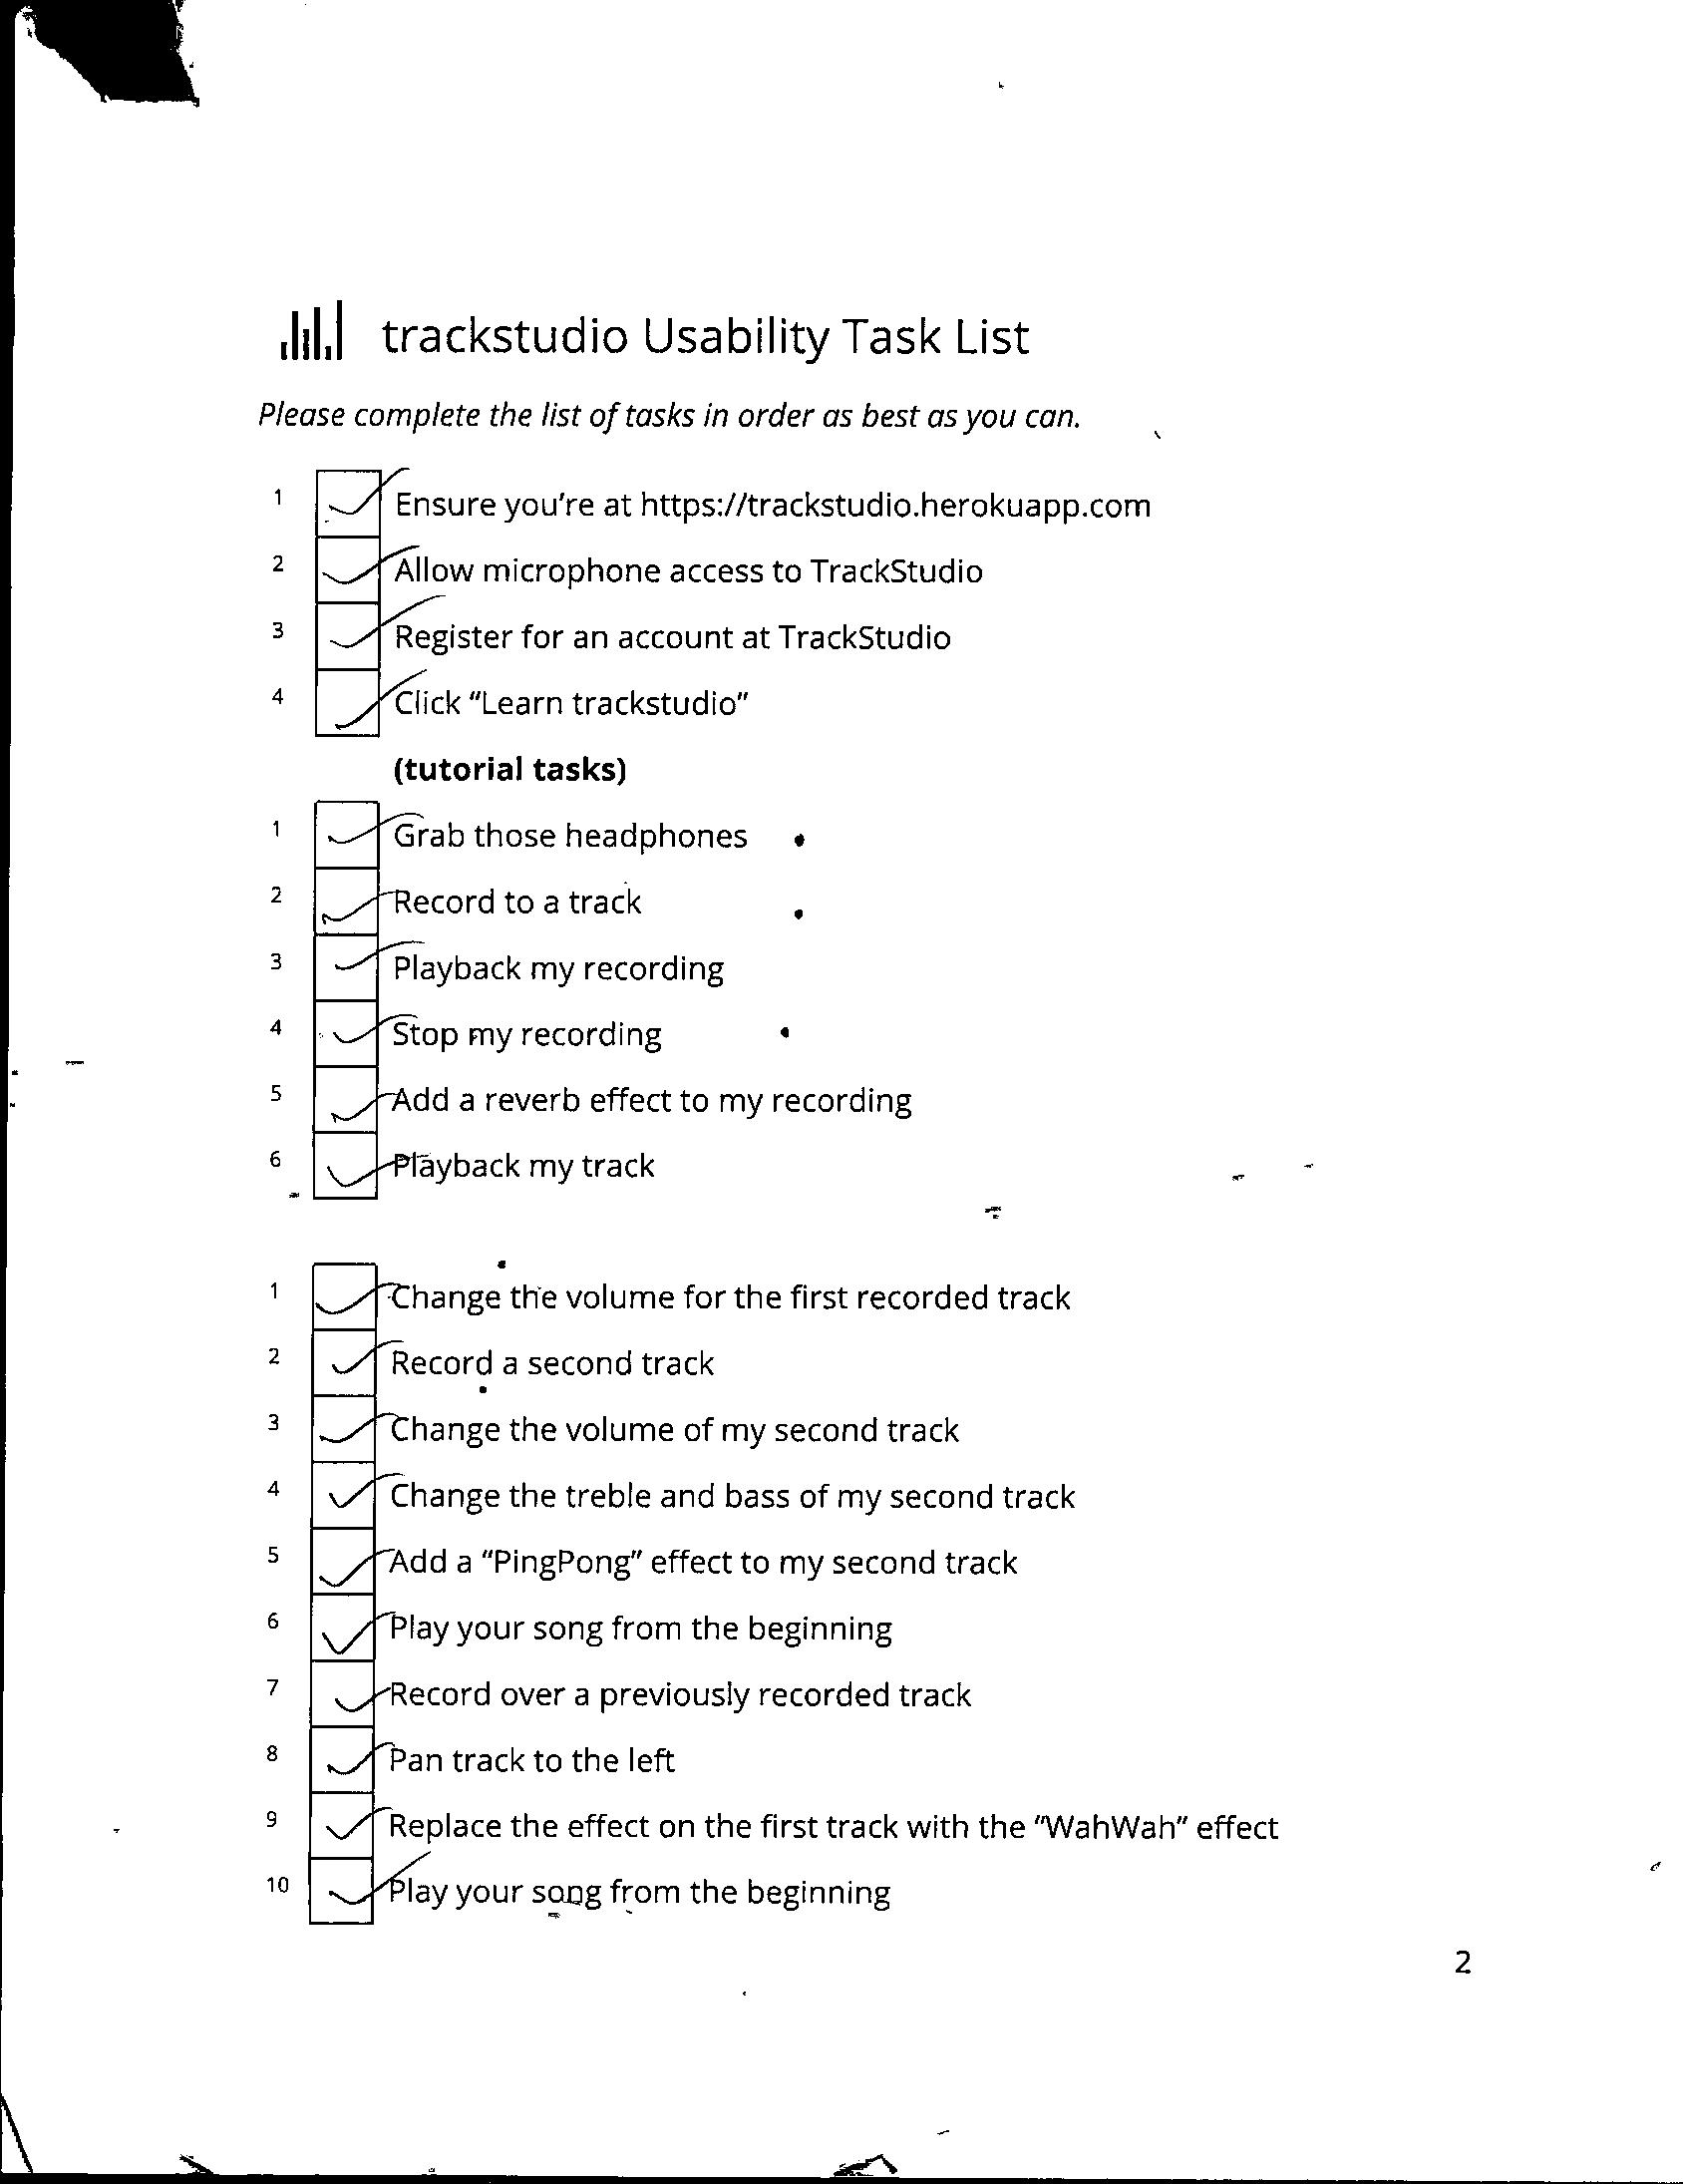 trackstudio Usability Task List
Please complete the list of tasks in order as best as you can.
1 Ensure you're at https://trackstudio.herokuapp.com
2 Allow microphone access to TrackStudio
3 Register for an account at TrackStudio
4 Click “Learn trackstudio”
(tutorial tasks)
1 Grab those headphones
2 Record to a track
3 Playback my recording
4 Stop my recording
5 Add a reverb effect to my recording
6 Playback my track
1 Change the volume for the first recorded track
2 Record a second track
3 Change the volume of my second track
4 Change the treble and bass of my second track
5 Add a “PingPong” effect to my second track
6 Play your song from the beginning
7 Record over a previously recorded track
8 Pan track to the left
9 Replace the effect on the first track with the “WahWah” effect
10 Play your song from the beginning
2